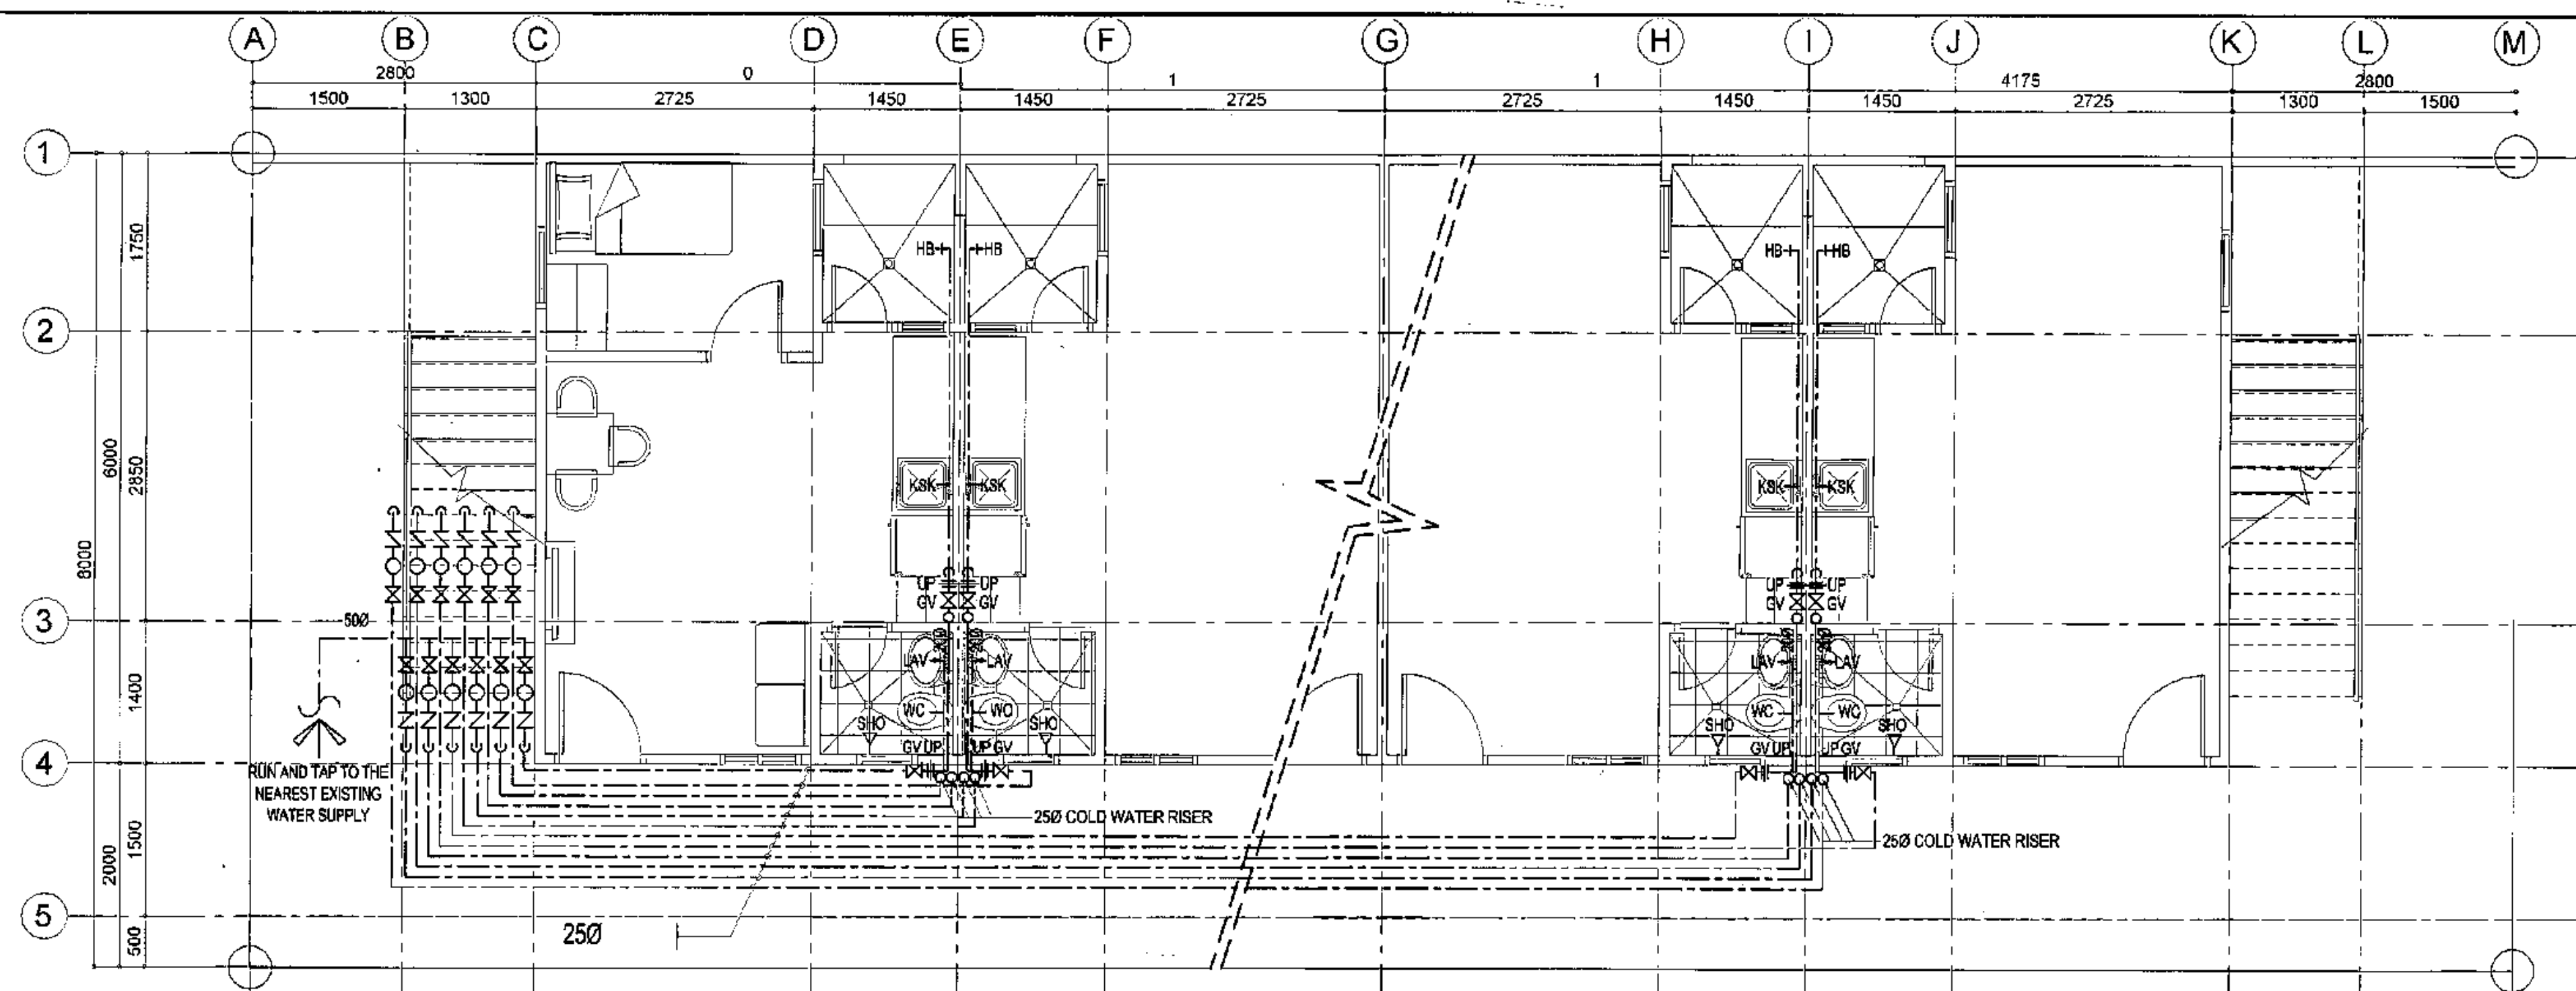 A B C D E F G H I J K L M
2800 0 1 1 4175 2800
1500 1300 2725 1450 1450 2725 2725 1450 1450 2725 1300 1500
1
1750
HB HB HB HB
2
6000
2850
8000
KSK KSK KSK KSK
UP UP UP UP
GV GV GV GV
3
50Ø
LAV LAV LAV LAV
1400
WC WC WC WC
SHO SHO SHO SHO
GV UP UP GV GV UP UP GV
4
RUN AND TAP TO THE
NEAREST EXISTING
WATER SUPPLY
25Ø COLD WATER RISER
25Ø COLD WATER RISER
1500
2000
5
25Ø
500